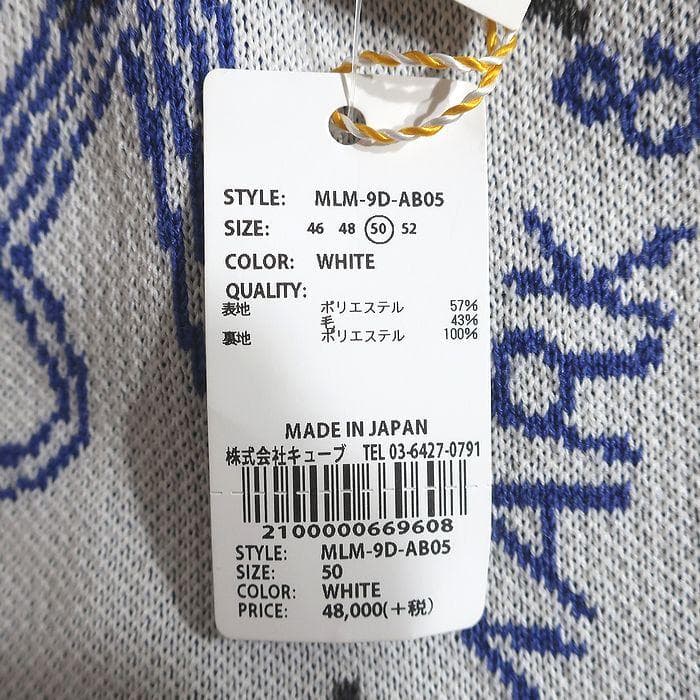 STYLE: MLM-9D-AB05
SIZE: 46 48 50 52
COLOR: WHITE
QUALITY:
表地 ポリエステル 57%
毛 43%
裏地 ポリエステル 100%
MADE IN JAPAN
株式会社キューブ TEL 03-6427-0791
2100000669608
STYLE: MLM-9D-AB05
SIZE: 50
COLOR: WHITE
PRICE: 48,000(+税)
MARK &